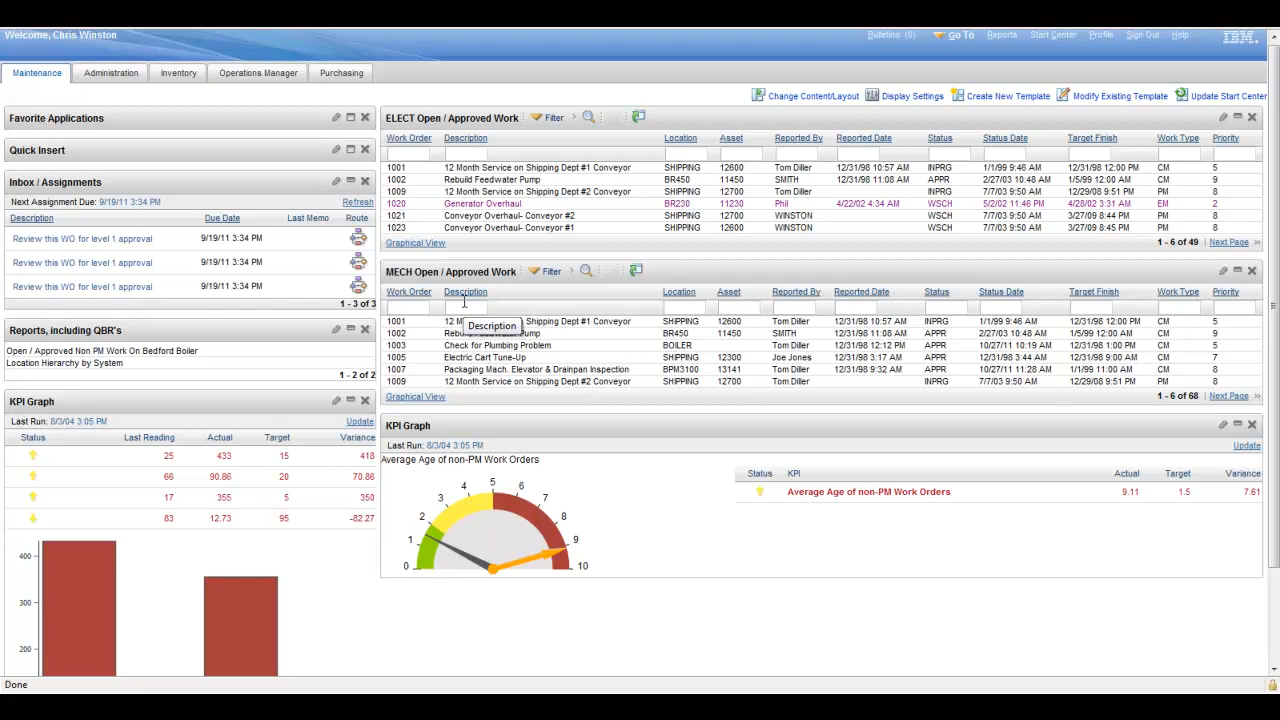 Welcome, Chris Winston
Bulletins (0) Go To Reports Start Center Profile Sign Out Help IBM.
Maintenance Administration Inventory Operations Manager Purchasing
Change Content/Layout Display Settings Create New Template Modify Existing Template Update Start Center
Favorite Applications
Quick Insert
Inbox / Assignments
Next Assignment Due: 9/19/11 3:34 PM Refresh
Description Due Date Last Memo Route
Review this WO for level 1 approval 9/19/11 3:34 PM
Review this WO for level 1 approval 9/19/11 3:34 PM
Review this WO for level 1 approval 9/19/11 3:34 PM
1 - 3 of 3
Reports, including QBR's
Open / Approved Non PM Work On Bedford Boiler
Location Hierarchy by System
1 - 2 of 2
KPI Graph
Last Run: 8/3/04 3:05 PM Update
Status Last Reading Actual Target Variance
25 433 15 418
66 90.86 20 70.86
17 355 5 350
83 12.73 95 -82.27
400
300
200
ELECT Open / Approved Work Filter
Work Order Description Location Asset Reported By Reported Date Status Status Date Target Finish Work Type Priority
1001 12 Month Service on Shipping Dept #1 Conveyor SHIPPING 12600 Tom Diller 12/31/98 10:57 AM INPRG 1/1/99 9:46 AM 12/31/98 12:00 PM CM 5
1002 Rebuild Feedwater Pump BR450 11450 SMITH 12/31/98 11:08 AM APPR 2/27/03 10:48 AM 1/5/99 12:00 AM CM 9
1009 12 Month Service on Shipping Dept #2 Conveyor SHIPPING 12700 Tom Diller INPRG 7/7/03 9:50 AM 12/29/08 9:51 PM PM 8
1020 Generator Overhaul BR230 11230 Phil 4/22/02 4:34 AM WSCH 5/2/02 11:46 PM 4/28/02 3:31 AM EM 2
1021 Conveyor Overhaul- Conveyor #2 SHIPPING 12700 WINSTON WSCH 7/7/03 9:50 AM 3/27/09 8:44 PM PM 8
1023 Conveyor Overhaul- Conveyor #1 SHIPPING 12600 WINSTON WSCH 7/7/03 9:50 AM 3/27/09 8:45 PM PM 8
Graphical View 1 - 6 of 49 Next Page
MECH Open / Approved Work Filter
Work Order Description Location Asset Reported By Reported Date Status Status Date Target Finish Work Type Priority
1001 12 M Shipping Dept #1 Conveyor SHIPPING 12600 Tom Diller 12/31/98 10:57 AM INPRG 1/1/99 9:46 AM 12/31/98 12:00 PM CM 5
Description
1002 BR450 11450 SMITH 12/31/98 11:08 AM APPR 2/27/03 10:48 AM 1/5/99 12:00 AM CM 9
1003 Check for Plumbing Problem BOILER Tom Diller 12/31/98 12:12 PM APPR 10/27/11 10:19 AM 1/1/99 12:00 PM CM 5
1005 Electric Cart Tune-Up SHIPPING 12300 Joe Jones 12/31/98 3:17 AM APPR 12/31/98 3:44 AM 12/31/98 9:00 AM CM 7
1007 Packaging Mach. Elevator & Drainpan Inspection BPM3100 13141 Tom Diller 12/31/98 9:32 AM APPR 10/27/11 11:28 AM 1/1/99 11:00 AM CM 8
1009 12 Month Service on Shipping Dept #2 Conveyor SHIPPING 12700 Tom Diller INPRG 7/7/03 9:50 AM 12/29/08 9:51 PM PM 8
Graphical View 1 - 6 of 68 Next Page
KPI Graph
Last Run: 8/3/04 3:05 PM Update
Average Age of non-PM Work Orders
0 1 2 3 4 5 6 7 8 9 10
Status KPI Actual Target Variance
Average Age of non-PM Work Orders 9.11 1.5 7.61
Done